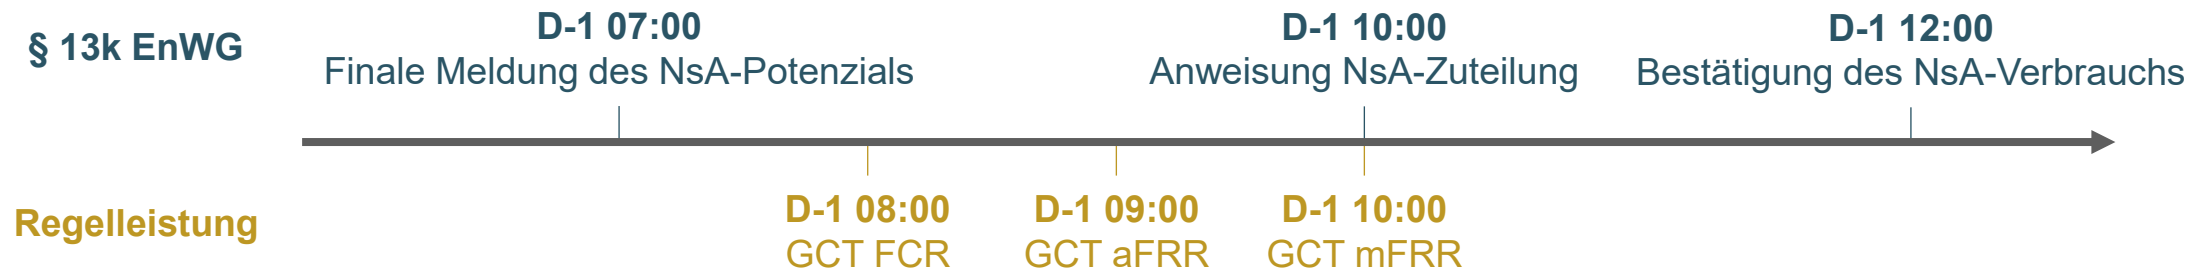 § 13k EnWG
D-1 07:00
Finale Meldung des NsA-Potenzials
D-1 10:00
Anweisung NsA-Zuteilung
D-1 12:00
Bestätigung des NsA-Verbrauchs
Regelleistung
D-1 08:00
GCT FCR
D-1 09:00
GCT aFRR
D-1 10:00
GCT mFRR